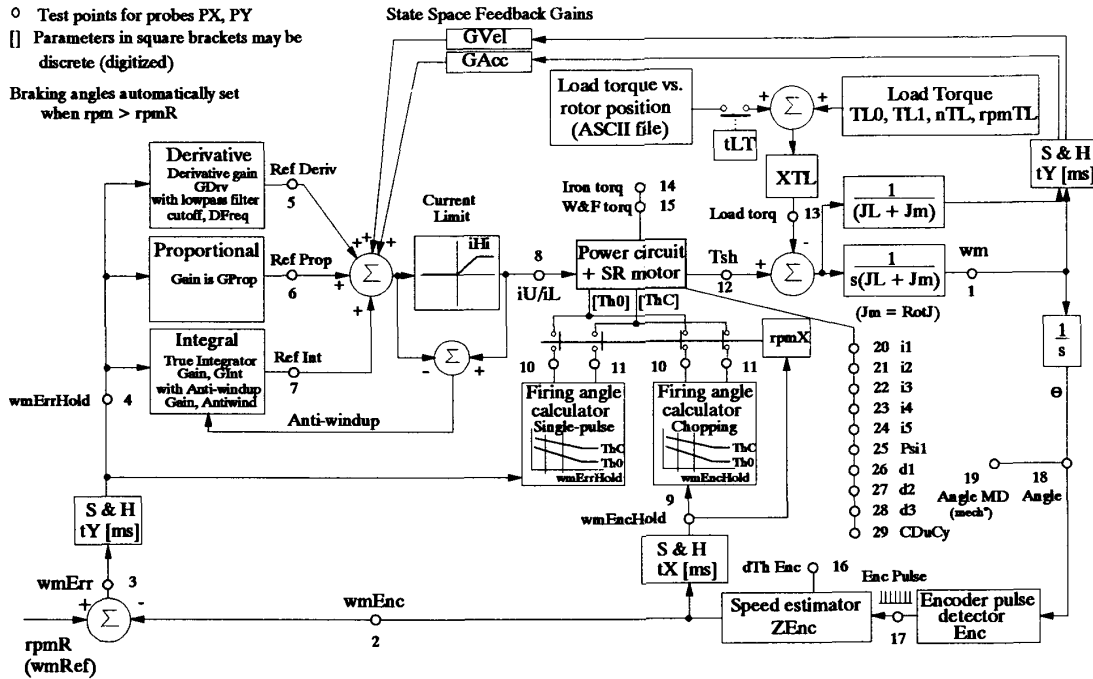 o Test points for probes PX, PY
[] Parameters in square brackets may be
discrete (digitized)
Braking angles automatically set
when rpm > rpmR
State Space Feedback Gains
GVel
GAcc
Load torque vs.
rotor position
(ASCII file)
+
Σ
+
Load Torque
TL0, TL1, nTL, rpmTL
tLT
S & H
tY [ms]
XTL
Derivative
Derivative gain
GDrv
with lowpass filter
cutoff, DFreq
Ref Deriv
5
Proportional
Gain is GProp
Ref Prop
6
Integral
True Integrator
Gain, GInt
with Anti-windup
Gain, Antiwind
Ref Int
7
+
+
+
+
+
Σ
Current
Limit
iHi
8
iU/iL
-
Σ
+
Anti-windup
Iron torq
14
W&F torq
15
Power circuit
+ SR motor
[Th0]
[ThC]
Tsh
12
Load torq
13
+
-
Σ
1
(JL + Jm)
1
s(JL + Jm)
(Jm = RotJ)
wm
1
1
s
Θ
rpmX
10
11
10
11
Firing angle
calculator
Single-pulse
ThC
Th0
wmErrHold
Firing angle
calculator
Chopping
ThC
Th0
wmEncHold
20 i1
21 i2
22 i3
23 i4
24 i5
25 Psi1
26 d1
27 d2
28 d3
29 CDuCy
19
Angle MD
(mech°)
18
Angle
wmErrHold
4
S & H
tY [ms]
wmErr
3
+
-
Σ
rpmR
(wmRef)
wmEnc
2
9
wmEncHold
S & H
tX [ms]
dTh Enc
16
Speed estimator
ZEnc
Enc Pulse
17
Encoder pulse
detector
Enc